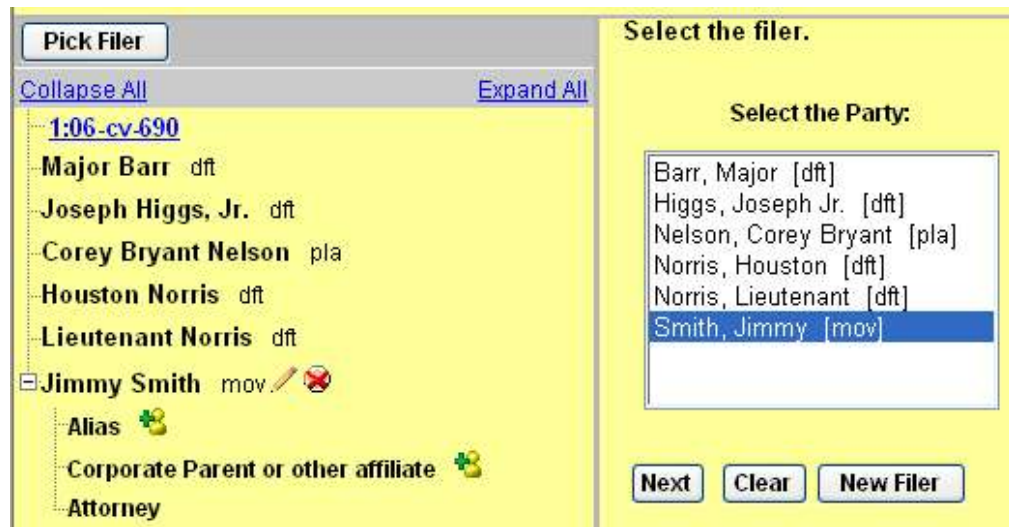 Pick Filer
Collapse All Expand All
1:06-cv-690
Major Barr dft
Joseph Higgs, Jr. dft
Corey Bryant Nelson pla
Houston Norris dft
Lieutenant Norris dft
Jimmy Smith mov
Alias
Corporate Parent or other affiliate
Attorney
Select the filer.
Select the Party:
Barr, Major [dft]
Higgs, Joseph Jr. [dft]
Nelson, Corey Bryant [pla]
Norris, Houston [dft]
Norris, Lieutenant [dft]
Smith, Jimmy [mov]
Next Clear New Filer